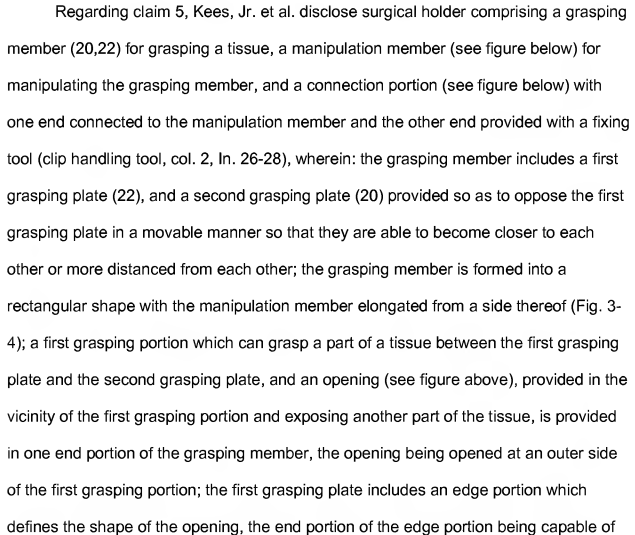 Regarding claim 5, Kees, Jr. et al. disclose surgical holder comprising a grasping
member (20,22) for grasping a tissue, a manipulation member (see figure below) for
manipulating the grasping member, and a connection portion (see figure below) with
one end connected to the manipulation member and the other end provided with a fixing
tool (clip handling tool, col. 2, ln. 26-28), wherein: the grasping member includes a first
grasping plate (22), and a second grasping plate (20) provided so as to oppose the first
grasping plate in a movable manner so that they are able to become closer to each
other or more distanced from each other; the grasping member is formed into a
rectangular shape with the manipulation member elongated from a side thereof (Fig. 3-
4); a first grasping portion which can grasp a part of a tissue between the first grasping
plate and the second grasping plate, and an opening (see figure above), provided in the
vicinity of the first grasping portion and exposing another part of the tissue, is provided
in one end portion of the grasping member, the opening being opened at an outer side
of the first grasping portion; the first grasping plate includes an edge portion which
defines the shape of the opening, the end portion of the edge portion being capable of